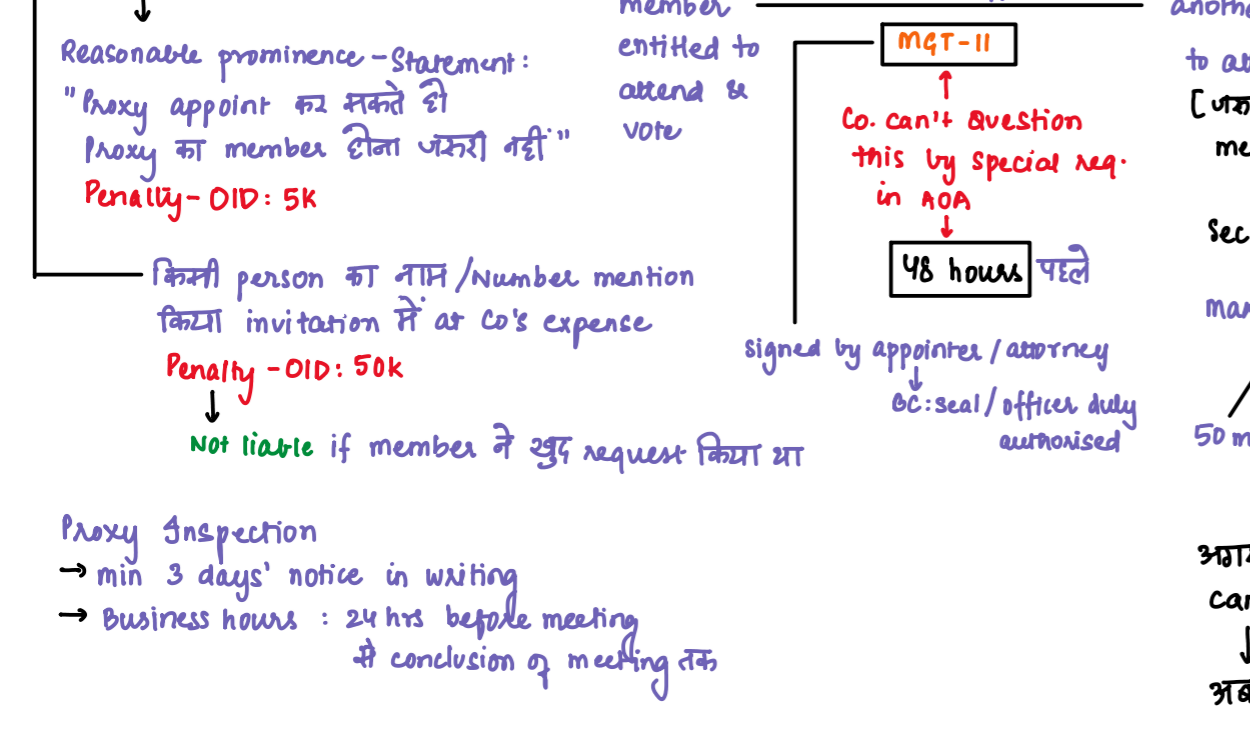 Reasonable prominence - Statement:
"Proxy appoint कर सकते हो
Proxy का member होना जरुरी नहीं"
Penalty - OID: 5K
किसी person का नाम /Number mention
किया invitation में at Co's expense
Penalty - OID: 50k
Not liable if member ने खुद request किया था
Proxy Inspection
→ min 3 days' notice in writing
→ Business hours : 24 hrs before meeting
से conclusion of meeting तक
member
entitled to
attend &
vote
MGT-11
Co. can't Question
this by special req.
in AOA
48 hours पहले
signed by appointer / attorney
BC: seal / officer duly
authorised
to
[
me
Sec
50 m